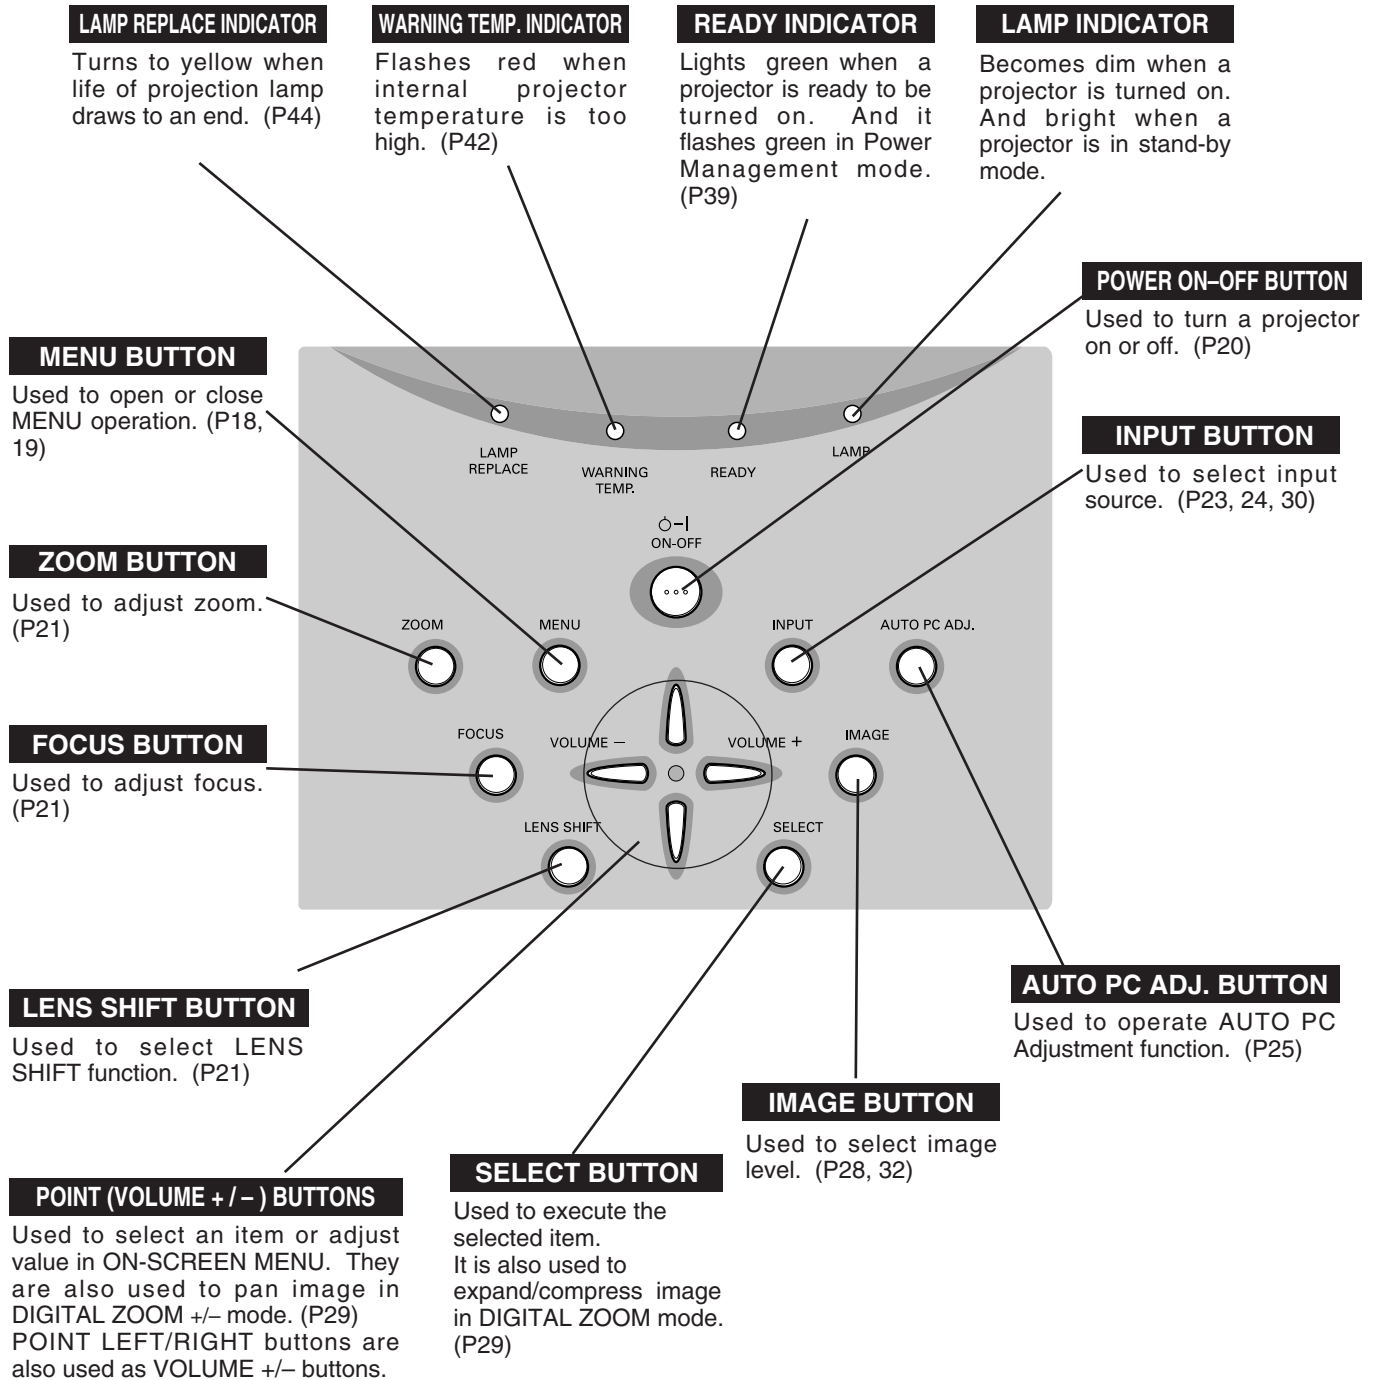 LAMP REPLACE INDICATOR
Turns to yellow when
life of projection lamp
draws to an end. (P44)
WARNING TEMP. INDICATOR
Flashes red when
internal projector
temperature is too
high. (P42)
READY INDICATOR
Lights green when a
projector is ready to be
turned on. And it
flashes green in Power
Management mode.
(P39)
LAMP INDICATOR
Becomes dim when a
projector is turned on.
And bright when a
projector is in stand-by
mode.
POWER ON–OFF BUTTON
Used to turn a projector
on or off. (P20)
MENU BUTTON
Used to open or close
MENU operation. (P18,
19)
INPUT BUTTON
Used to select input
source. (P23, 24, 30)
LAMP
REPLACE
WARNING
TEMP.
READY
LAMP
ON-OFF
ZOOM BUTTON
Used to adjust zoom.
(P21)
ZOOM
MENU
INPUT
AUTO PC ADJ.
FOCUS BUTTON
Used to adjust focus.
(P21)
FOCUS
VOLUME –
VOLUME +
IMAGE
LENS SHIFT
SELECT
LENS SHIFT BUTTON
Used to select LENS
SHIFT function. (P21)
AUTO PC ADJ. BUTTON
Used to operate AUTO PC
Adjustment function. (P25)
IMAGE BUTTON
Used to select image
level. (P28, 32)
SELECT BUTTON
Used to execute the
selected item.
It is also used to
expand/compress image
in DIGITAL ZOOM mode.
(P29)
POINT (VOLUME + / – ) BUTTONS
Used to select an item or adjust
value in ON-SCREEN MENU. They
are also used to pan image in
DIGITAL ZOOM +/– mode. (P29)
POINT LEFT/RIGHT buttons are
also used as VOLUME +/– buttons.